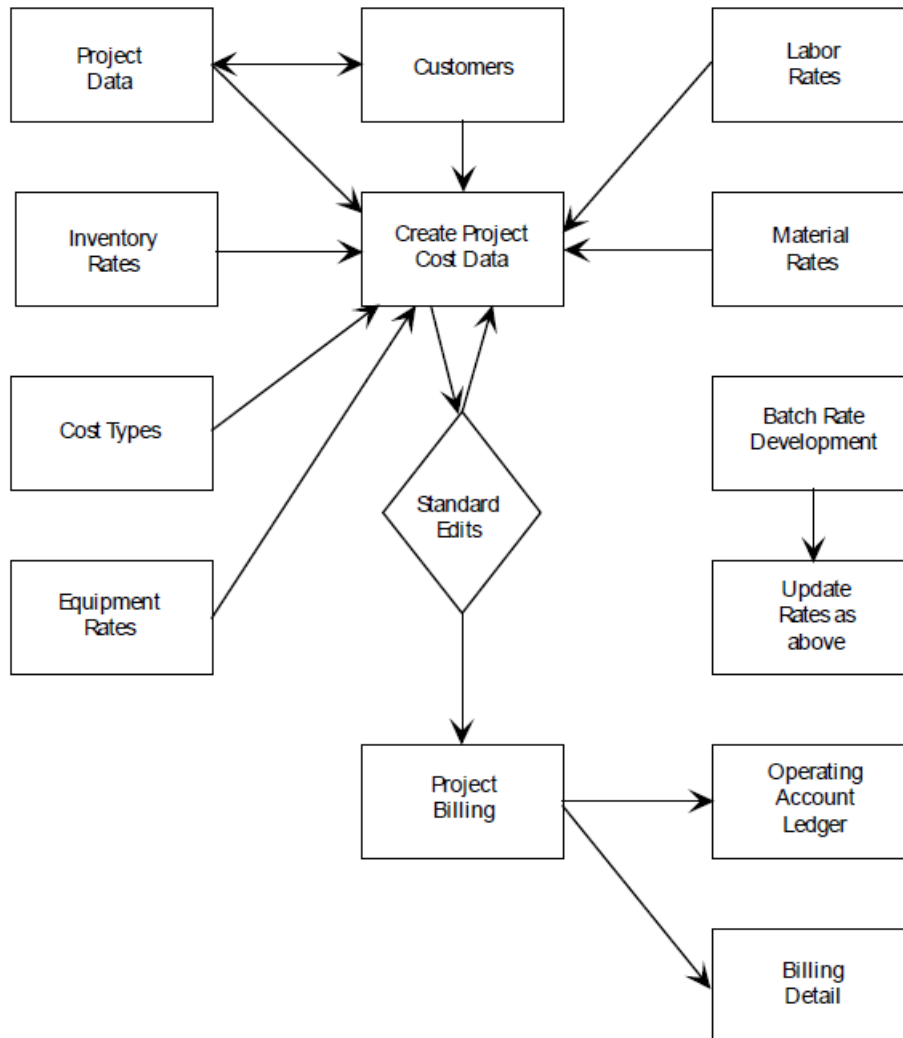 Project
Data
Customers
Labor
Rates
Inventory
Rates
Create Project
Cost Data
Material
Rates
Cost Types
Batch Rate
Development
Standard
Edits
Equipment
Rates
Update
Rates as
above
Project
Billing
Operating
Account
Ledger
Billing
Detail